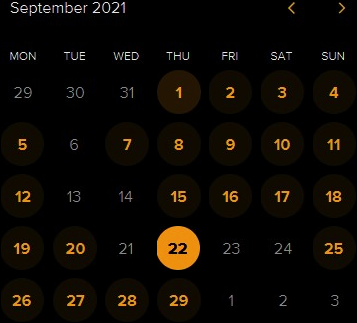 September 2021
MON TUE WED THU FRI SAT SUN
29 30 31 1 2 3 4
5 6 7 8 9 10 11
12 13 14 15 16 17 18
19 20 21 22 23 24 25
26 27 28 29 1 2 3